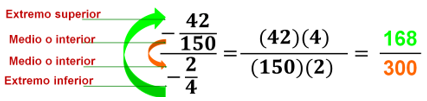 Extremo superior
Medio o interior
Medio o interior
Extremo inferior
- 42/150 / - 2/4 = (42)(4) / (150)(2) = 168 / 300